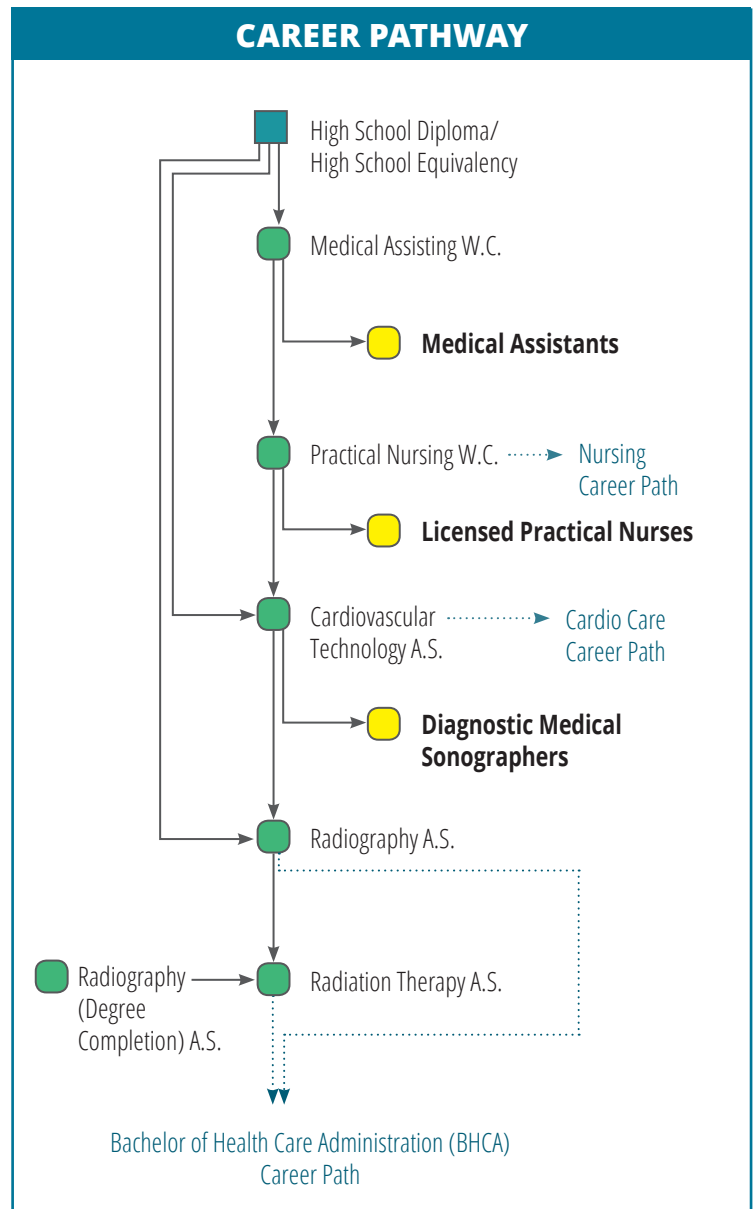 CAREER PATHWAY
High School Diploma/
High School Equivalency
Medical Assisting W.C.
Medical Assistants
Practical Nursing W.C.
Nursing
Career Path
Licensed Practical Nurses
Cardiovascular
Technology A.S.
Cardio Care
Career Path
Diagnostic Medical
Sonographers
Radiography A.S.
Radiography
(Degree
Completion) A.S.
Radiation Therapy A.S.
Bachelor of Health Care Administration (BHCA)
Career Path